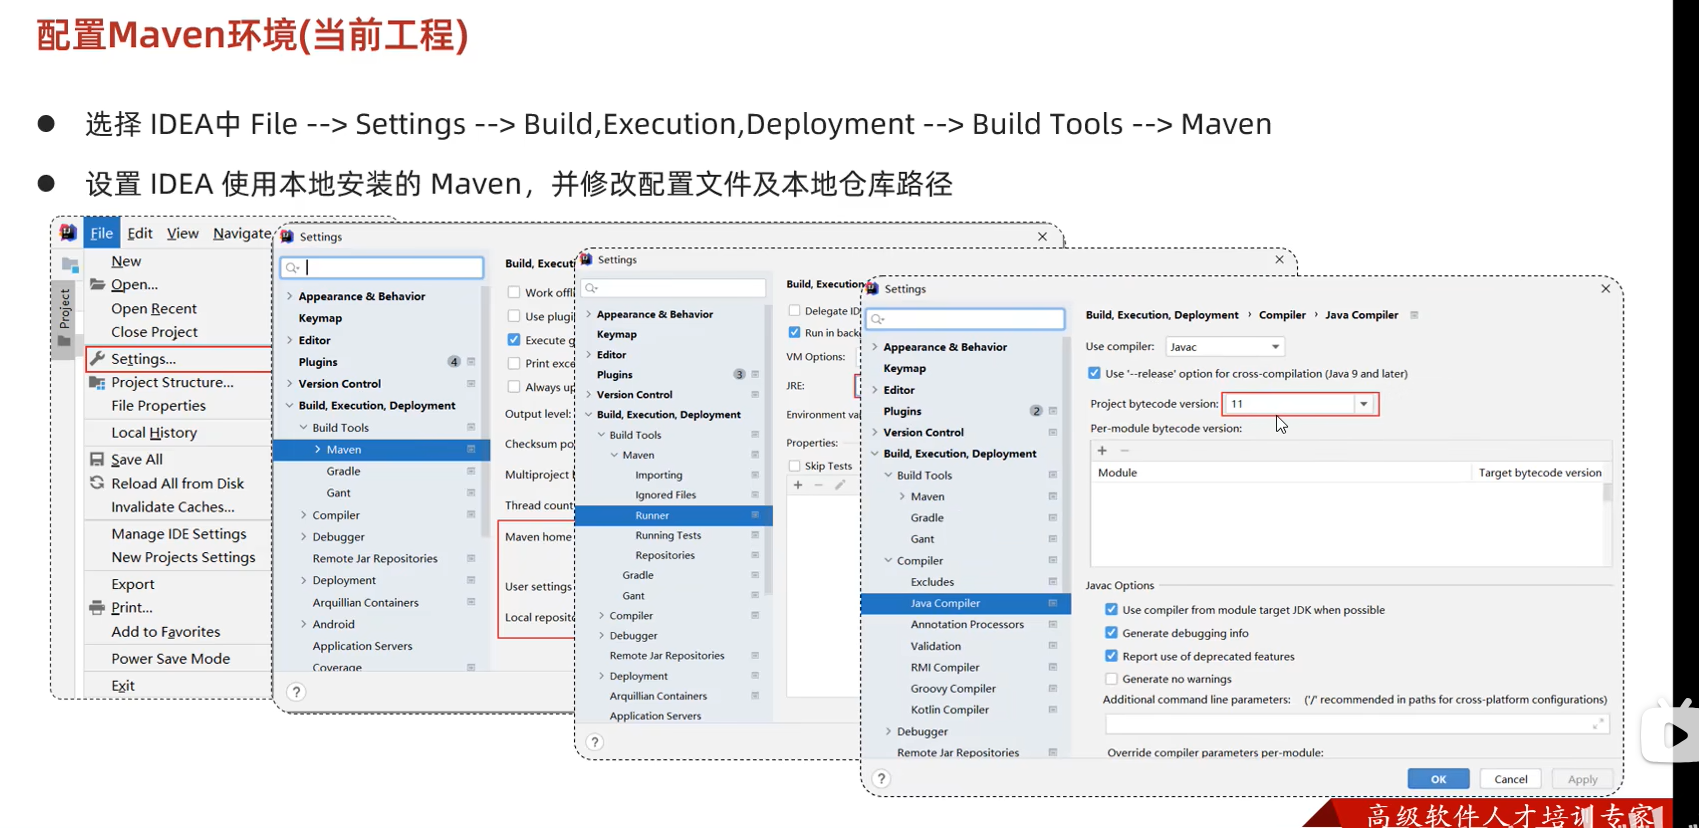 配置Maven环境(当前工程)
● 选择 IDEA中 File --> Settings --> Build,Execution,Deployment --> Build Tools --> Maven
● 设置 IDEA 使用本地安装的 Maven，并修改配置文件及本地仓库路径
File Edit View Navigate
Project
New
Open...
Open Recent
Close Project
Settings...
Project Structure...
File Properties
Local History
Save All
Reload All from Disk
Invalidate Caches...
Manage IDE Settings
New Projects Settings
Export
Print...
Add to Favorites
Power Save Mode
Exit
Settings
Appearance & Behavior
Keymap
Editor
Plugins 4
Version Control
Build, Execution, Deployment
Build Tools
Maven
Gradle
Gant
Compiler
Debugger
Remote Jar Repositories
Deployment
Arquillian Containers
Android
Application Servers
Coverage
?
Build, Execut
Work offl
Use plugi
Execute g
Print exce
Always up
Output level:
Checksum po
Multiproject
Thread count
Maven home
User settings
Local reposito
Settings
Appearance & Behavior
Keymap
Editor
Plugins 3
Version Control
Build, Execution, Deployment
Build Tools
Maven
Importing
Ignored Files
Runner
Running Tests
Repositories
Gradle
Gant
Compiler
Debugger
Remote Jar Repositories
Deployment
Arquillian Containers
Application Servers
?
Build, Execution
Delegate ID
Run in back
VM Options:
JRE:
Environment va
Properties:
Skip Tests
Settings
Appearance & Behavior
Keymap
Editor
Plugins 2
Version Control
Build, Execution, Deployment
Build Tools
Maven
Gradle
Gant
Compiler
Excludes
Java Compiler
Annotation Processors
Validation
RMI Compiler
Groovy Compiler
Kotlin Compiler
Debugger
Remote Jar Repositories
?
Build, Execution, Deployment › Compiler › Java Compiler
Use compiler: Javac
Use '--release' option for cross-compilation (Java 9 and later)
Project bytecode version: 11
Per-module bytecode version:
Module Target bytecode version
Javac Options
Use compiler from module target JDK when possible
Generate debugging info
Report use of deprecated features
Generate no warnings
Additional command line parameters: ('/' recommended in paths for cross-platform configurations)
Override compiler parameters per-module:
OK Cancel Apply
高级软件人才培训专家